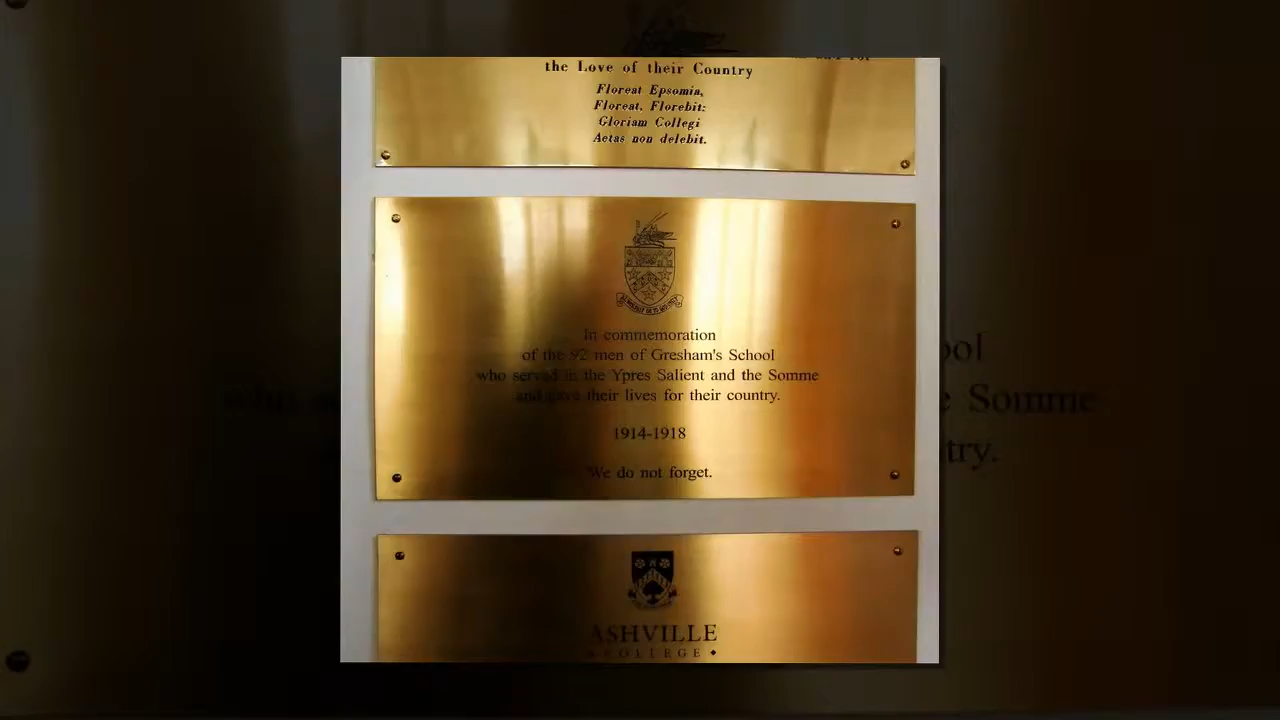 the Love of their Country
Floreat Epsomia,
Floreat, Florebit:
Gloriam Collegi
Aetas non delebit.
In commemoration
of the 92 men of Gresham's School
who served in the Ypres Salient and the Somme
and gave their lives for their country.
1914-1918
We do not forget.
ASHVILLE
COLLEGE